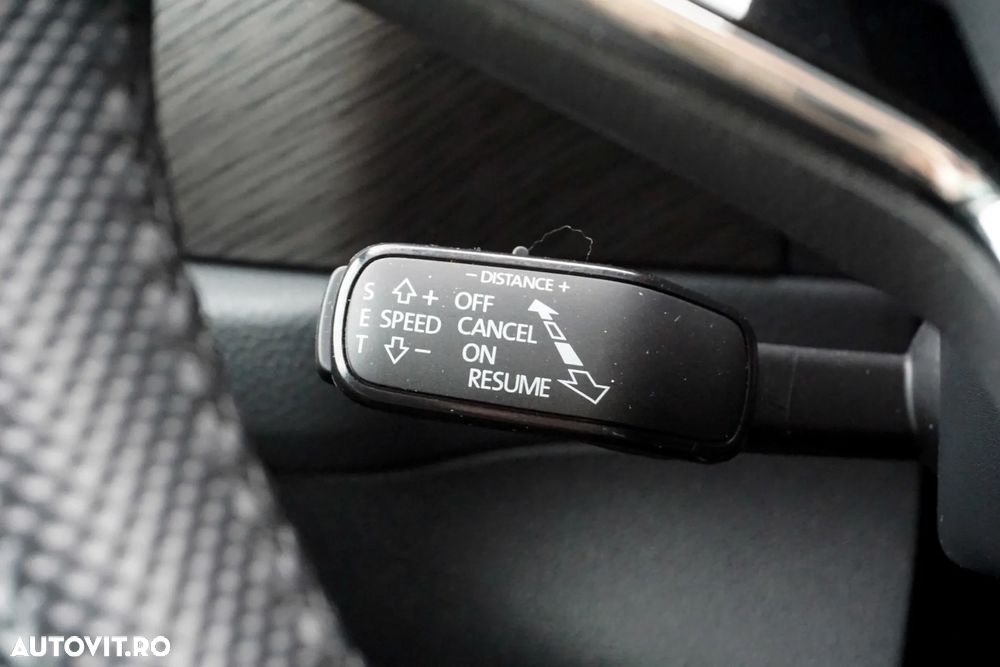 - DISTANCE +
S + OFF
E SPEED CANCEL
T - ON
RESUME
AUTOVIT.RO